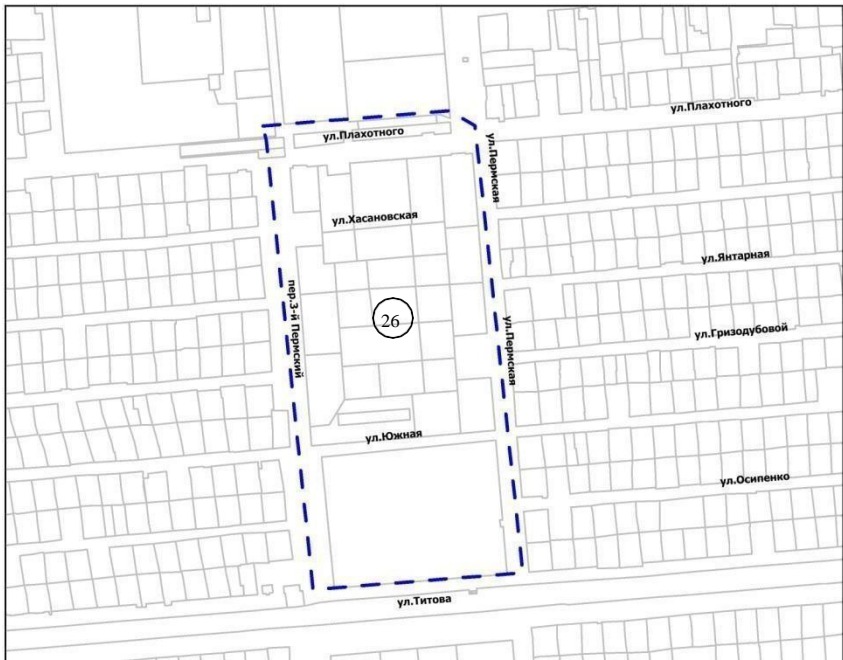 ул.Плахотного
ул.Плахотного
ул.Пермская
ул.Хасановская
ул.Янтарная
пер.3-й Пермский
26
ул.Пермская
ул.Гризодубовой
ул.Южная
ул.Осипенко
ул.Титова